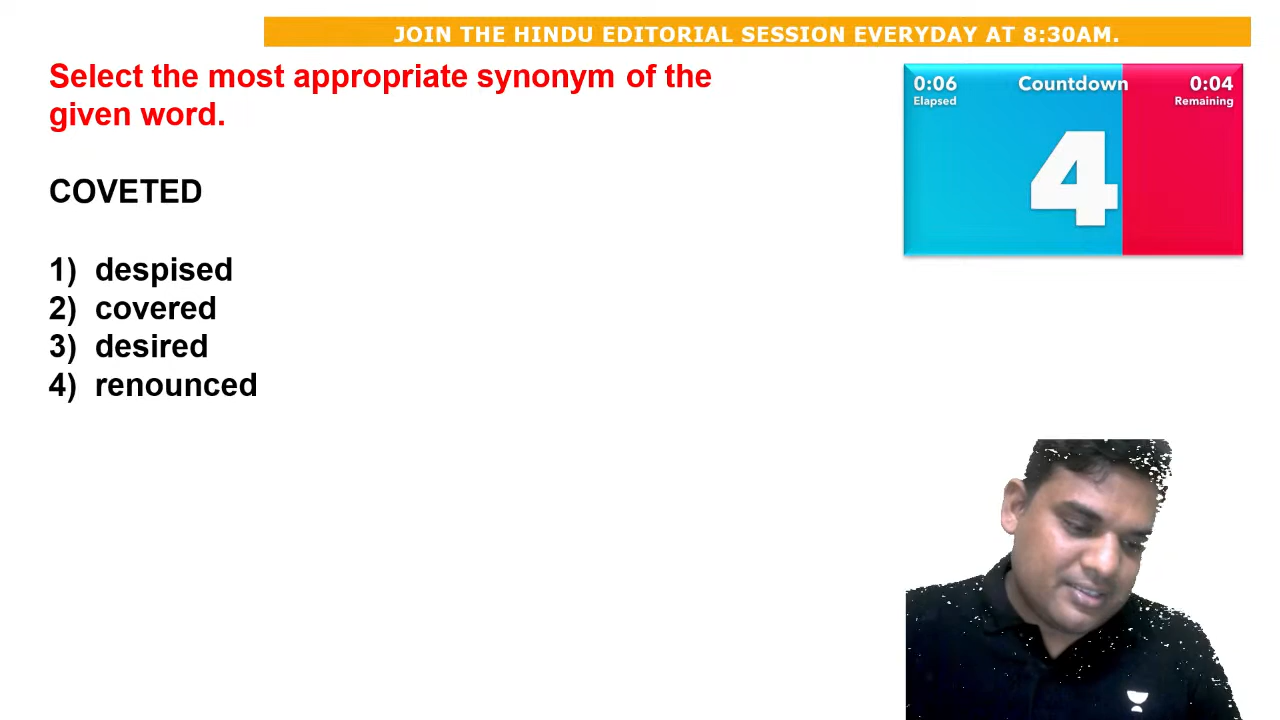 JOIN THE HINDU EDITORIAL SESSION EVERYDAY AT 8:30AM.
Select the most appropriate synonym of the
given word.
0:06 Countdown 0:04
Elapsed Remaining
4
COVETED
1) despised
2) covered
3) desired
4) renounced